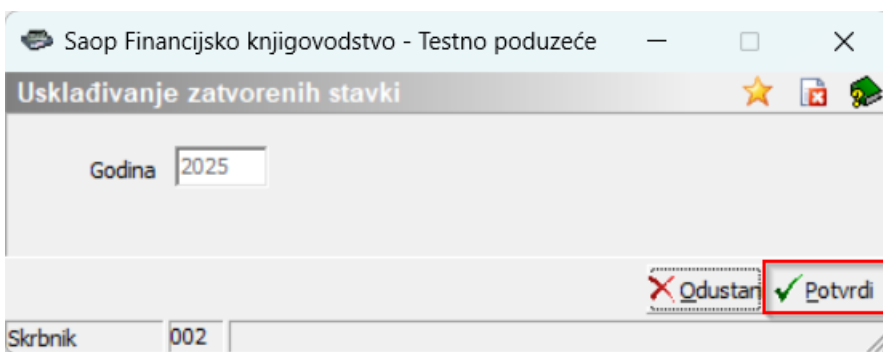 Saop Financijsko knjigovodstvo - Testno poduzeće
Usklađivanje zatvorenih stavki
Godina 2025
Odustani Potvrdi
Skrbnik 002